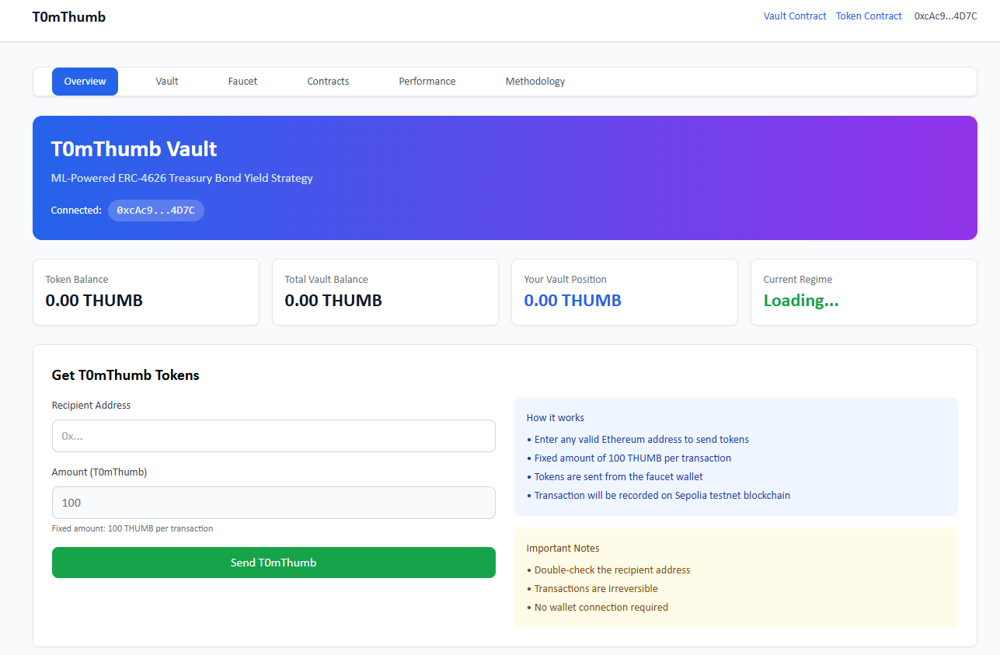 T0mThumb
Vault Contract Token Contract 0xcAc9...4D7C
Overview Vault Faucet Contracts Performance Methodology
T0mThumb Vault
ML-Powered ERC-4626 Treasury Bond Yield Strategy
Connected: 0xcAc9...4D7C
Token Balance
0.00 THUMB
Total Vault Balance
0.00 THUMB
Your Vault Position
0.00 THUMB
Current Regime
Loading...
Get T0mThumb Tokens
Recipient Address
0x...
Amount (T0mThumb)
100
Fixed amount: 100 THUMB per transaction
Send T0mThumb
How it works
• Enter any valid Ethereum address to send tokens
• Fixed amount of 100 THUMB per transaction
• Tokens are sent from the faucet wallet
• Transaction will be recorded on Sepolia testnet blockchain
Important Notes
• Double-check the recipient address
• Transactions are irreversible
• No wallet connection required